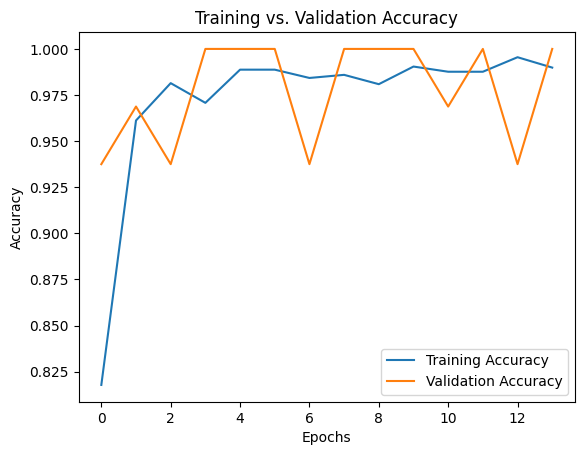 Training vs. Validation Accuracy
1.000
0.975
0.950
0.925
0.900
0.875
0.850
0.825
Accuracy
Training Accuracy
Validation Accuracy
0 2 4 6 8 10 12
Epochs